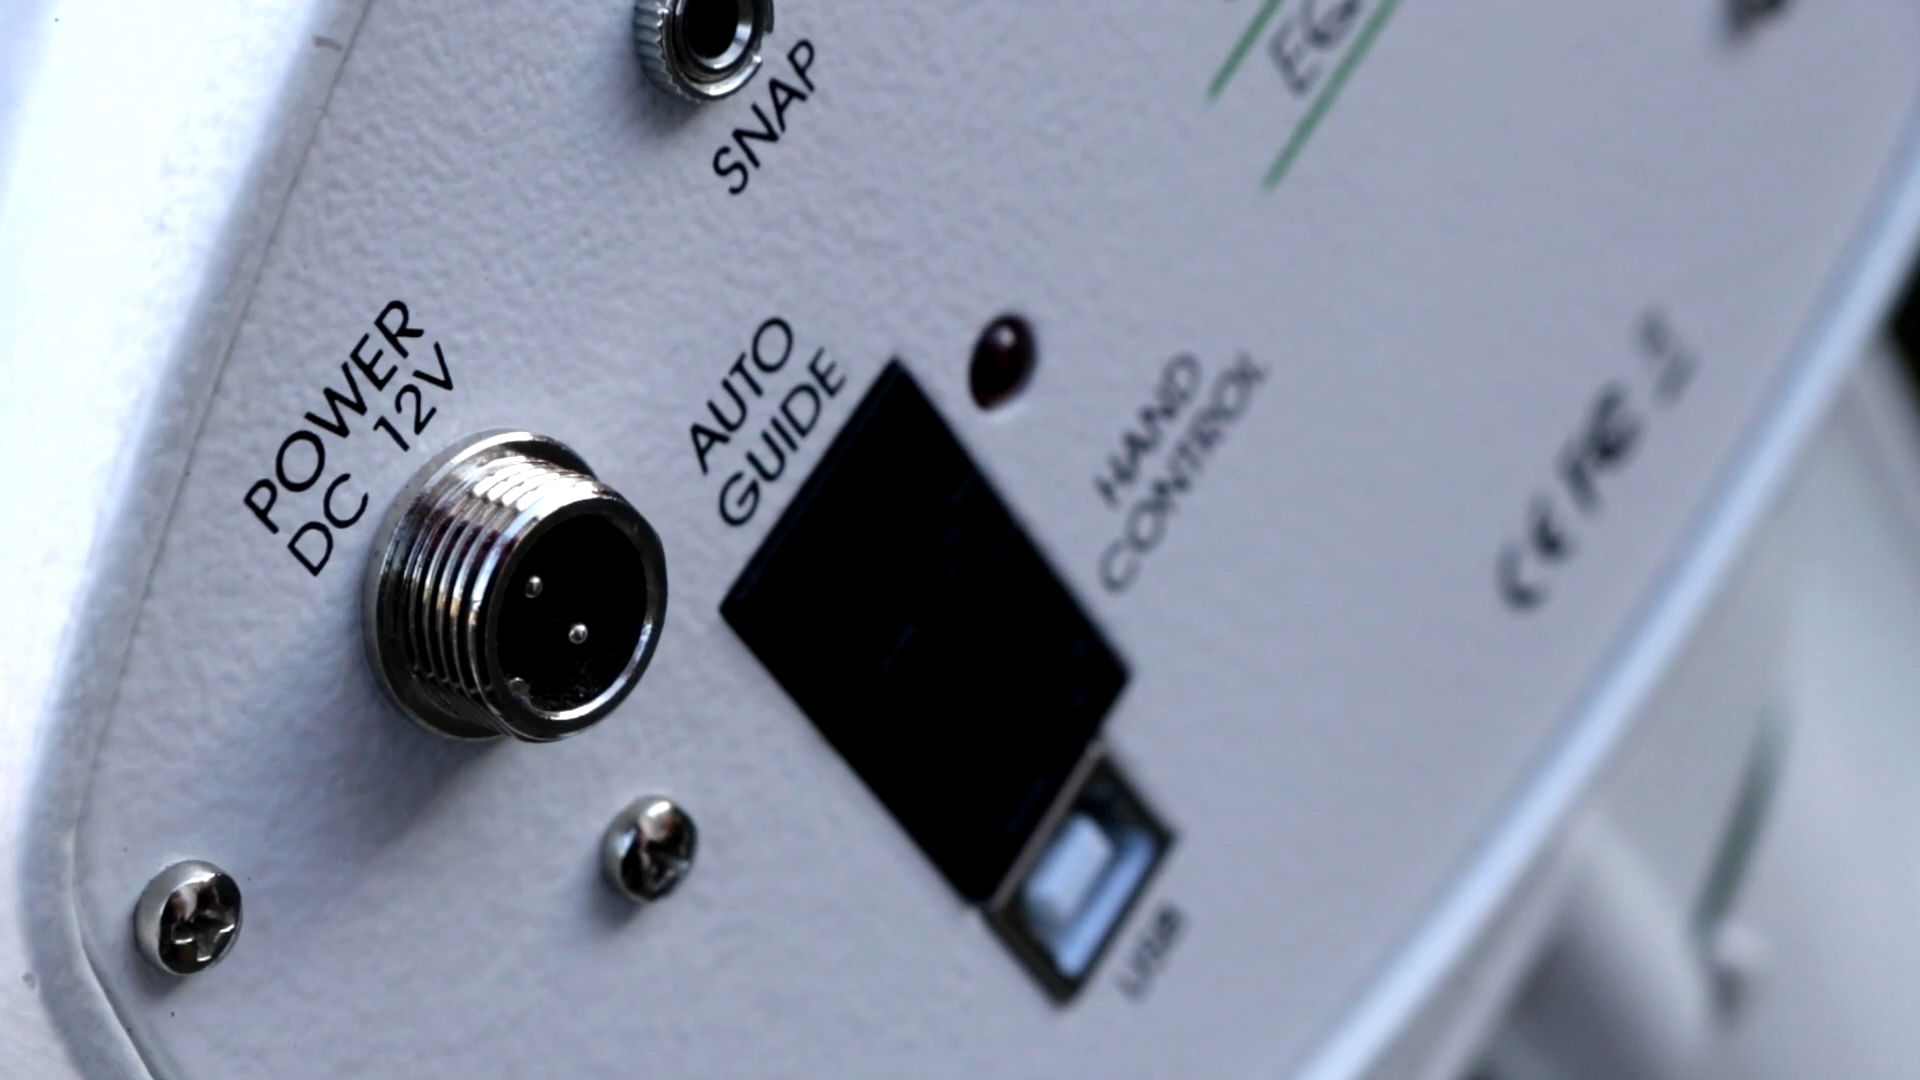 SNAP
POWER
DC 12V
AUTO
GUIDE
HAND
CONTROL
USB